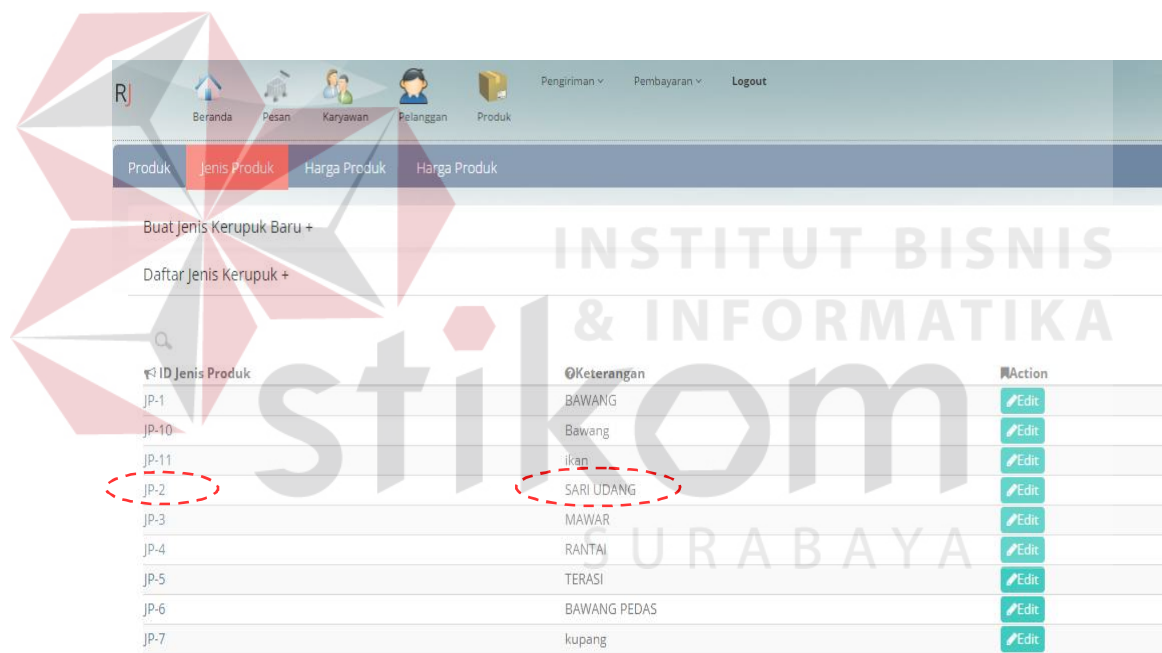 RJ
Beranda Pesan Karyawan Pelanggan Produk Pengiriman Pembayaran Logout
Produk Jenis Produk Harga Produk Harga Produk
Buat Jenis Kerupuk Baru +
Daftar Jenis Kerupuk +
ID Jenis Produk Keterangan Action
JP-1 BAWANG Edit
JP-10 Bawang Edit
JP-11 ikan Edit
JP-2 SARI UDANG Edit
JP-3 MAWAR Edit
JP-4 RANTAI Edit
JP-5 TERASI Edit
JP-6 BAWANG PEDAS Edit
JP-7 kupang Edit
INSTITUT BISNIS
& INFORMATIKA
stikom
SURABAYA